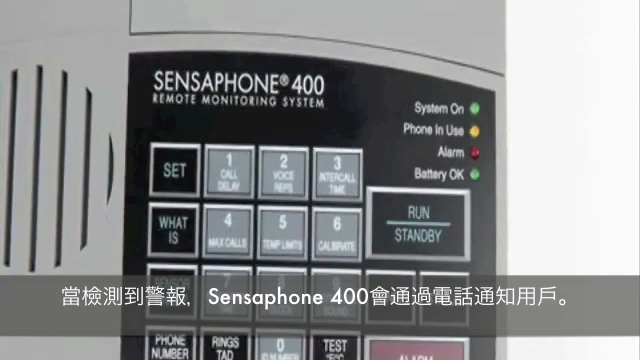 SENSAPHONE® 400
REMOTE MONITORING SYSTEM
System On
Phone In Use
Alarm
Battery OK
SET
1
CALL
DELAY
2
VOICE
REPS
3
INTERCALL
TIME
WHAT
IS
4
MAX CALLS
5
TEMP LIMITS
6
CALIBRATE
RUN
STANDBY
當檢測到警報，Sensaphone 400會通過電話通知用戶。
PHONE
NUMBER
RINGS
TAD
0
ID NUMBER
TEST
ALARM